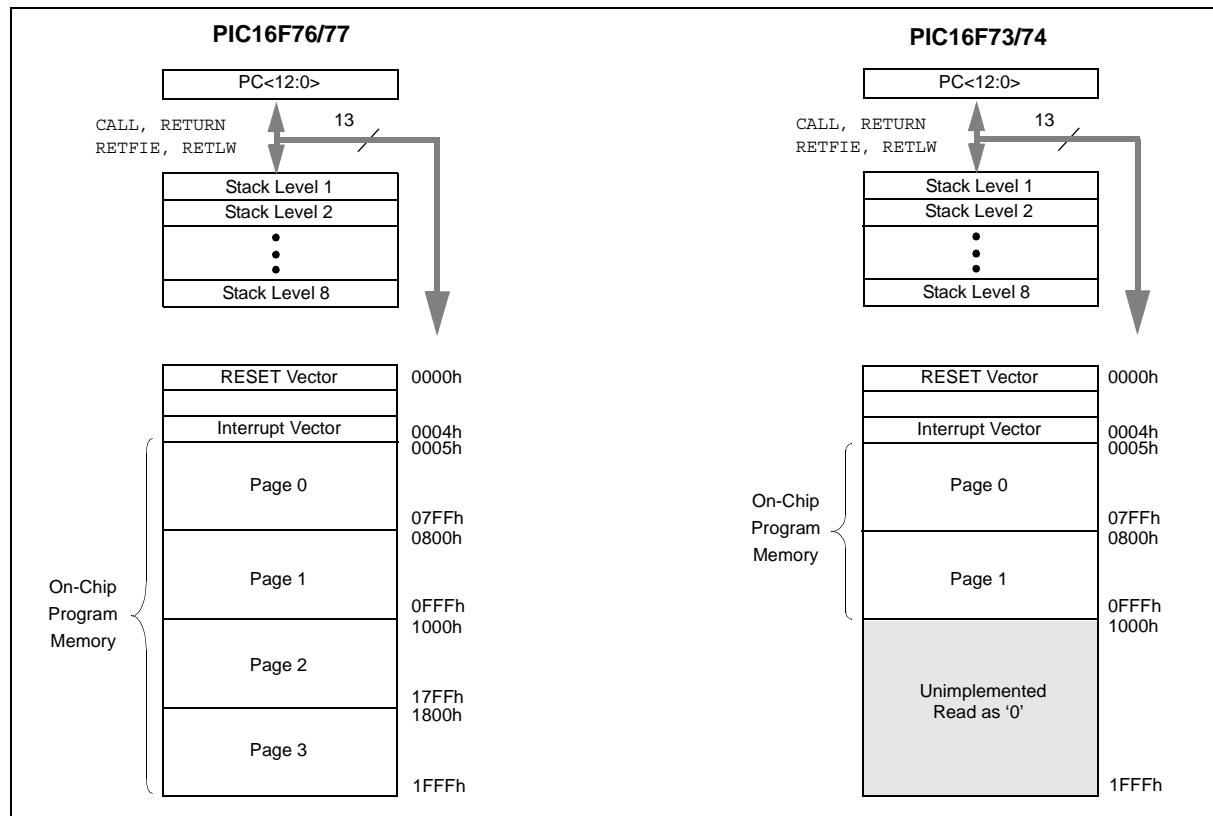 PIC16F76/77
PC<12:0>
CALL, RETURN
RETFIE, RETLW
13
Stack Level 1
Stack Level 2
Stack Level 8
RESET Vector
0000h
Interrupt Vector
0004h
0005h
Page 0
07FFh
0800h
Page 1
0FFFh
1000h
Page 2
17FFh
1800h
Page 3
1FFFh
On-Chip
Program
Memory
PIC16F73/74
PC<12:0>
CALL, RETURN
RETFIE, RETLW
13
Stack Level 1
Stack Level 2
Stack Level 8
RESET Vector
0000h
Interrupt Vector
0004h
0005h
Page 0
07FFh
0800h
Page 1
0FFFh
1000h
On-Chip
Program
Memory
Unimplemented
Read as ‘0’
1FFFh